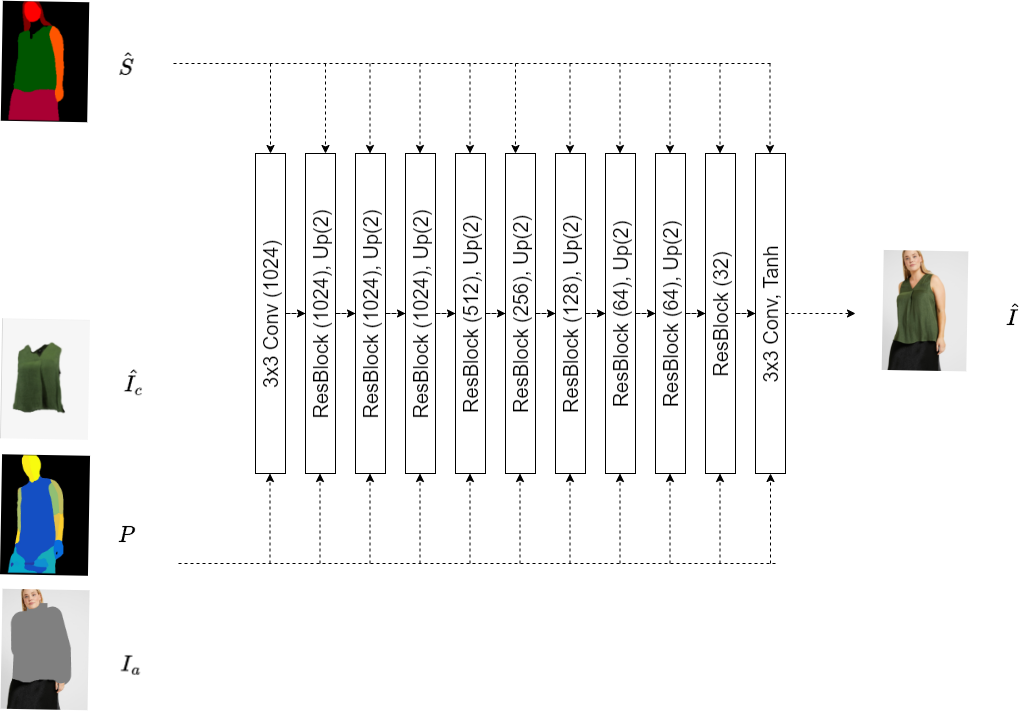 Ŝ
3x3 Conv (1024)
ResBlock (1024), Up(2)
ResBlock (1024), Up(2)
ResBlock (1024), Up(2)
ResBlock (512), Up(2)
ResBlock (256), Up(2)
ResBlock (128), Up(2)
ResBlock (64), Up(2)
ResBlock (64), Up(2)
ResBlock (32)
3x3 Conv, Tanh
Î
Î_c
P
I_a